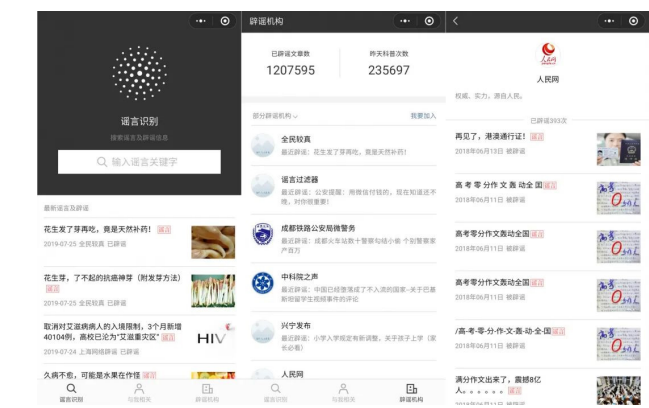 谣言识别
搜索谣言及辟谣信息
输入谣言关键字
最新谣言及辟谣
花生发了芽再吃，竟是天然补药！ 谣言
2019-07-25 全民较真 已辟谣
花生芽，了不起的抗癌神芽（附发芽方法）
谣言
2019-07-25 全民较真 已辟谣
取消对艾滋病病人的入境限制，3个月新增
40104例，高校已沦为"艾滋重灾区" 谣言
2019-07-24 上海网络辟谣 已辟谣
HIV
久病不愈，可能是水果在作怪 谣言
谣言识别
与我相关
辟谣机构
辟谣机构
已辟谣文章数
昨天科普次数
1207595
235697
部分辟谣机构
我要加入
全民较真
最近辟谣：花生发了芽再吃，竟是天然补药！
谣言过滤器
最近辟谣：公安提醒：用微信付钱的，现在知道还不
晚，对你很重要！
成都铁路公安局微警务
最近辟谣：成都火车站数十警察勾结小偷 个别警察家
产百万
中科院之声
最近辟谣：中国已经堕落成了不入流的国家-关于巴基
斯坦留学生视频事件的评论
兴宁发布
最近辟谣：小学入学规定有新调整，关乎孩子上学（家
长必看）
人民网
谣言识别
与我相关
辟谣机构
人民网
人民网
权威、实力，源自人民。
已辟谣393次
再见了，港澳通行证！ 谣言
2018年06月13日 被辟谣
高 考 零 分作 文 轰 动全 国 谣言
2018年06月11日 被辟谣
高考零分作文轰动全国 谣言
2018年06月11日 被辟谣
高考零分作文轰动全国 谣言
2018年06月11日 被辟谣
/高-考-零-分-作-文-轰-动-全-国 谣言
2018年06月11日 被辟谣
满分作文出来了，震撼8亿
人。。。。。。 谣言
2018年06月11日 被辟谣